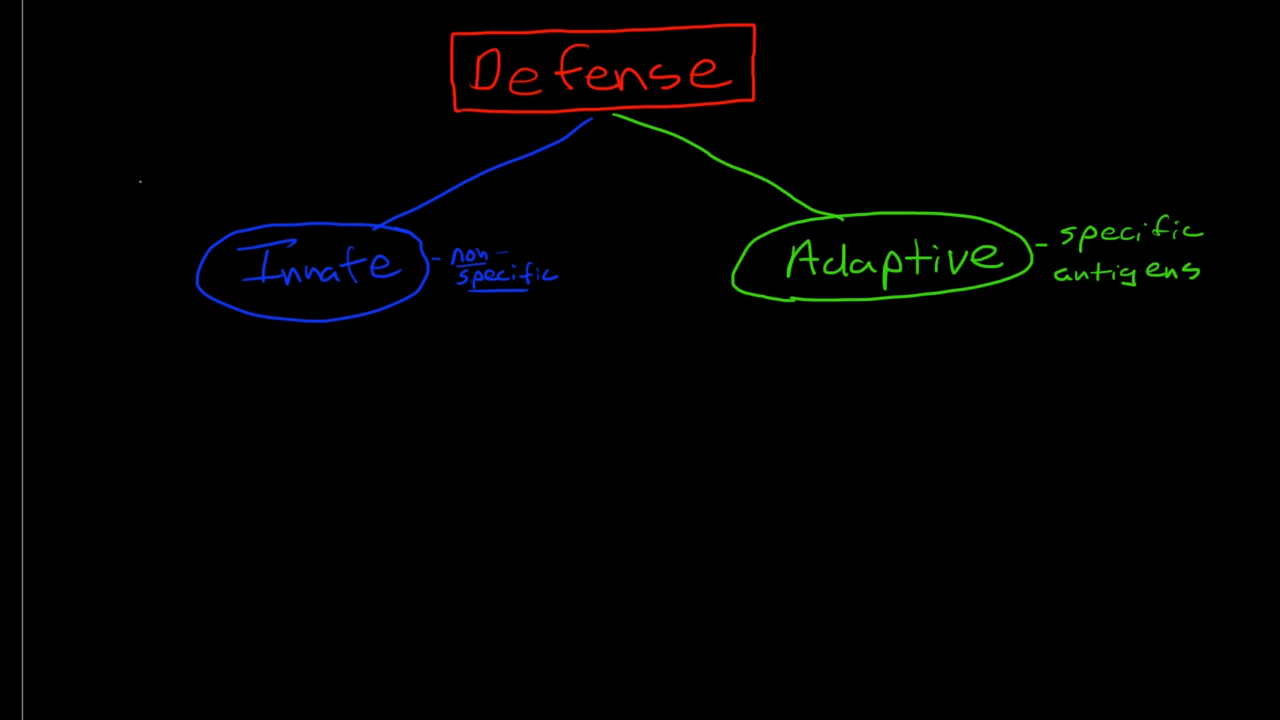 Defense
Innate
- non-
specific
Adaptive
- specific
antigens